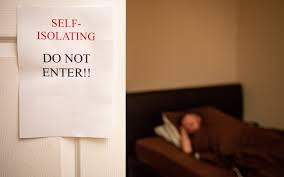 SELF-
ISOLATING
DO NOT
ENTER!!